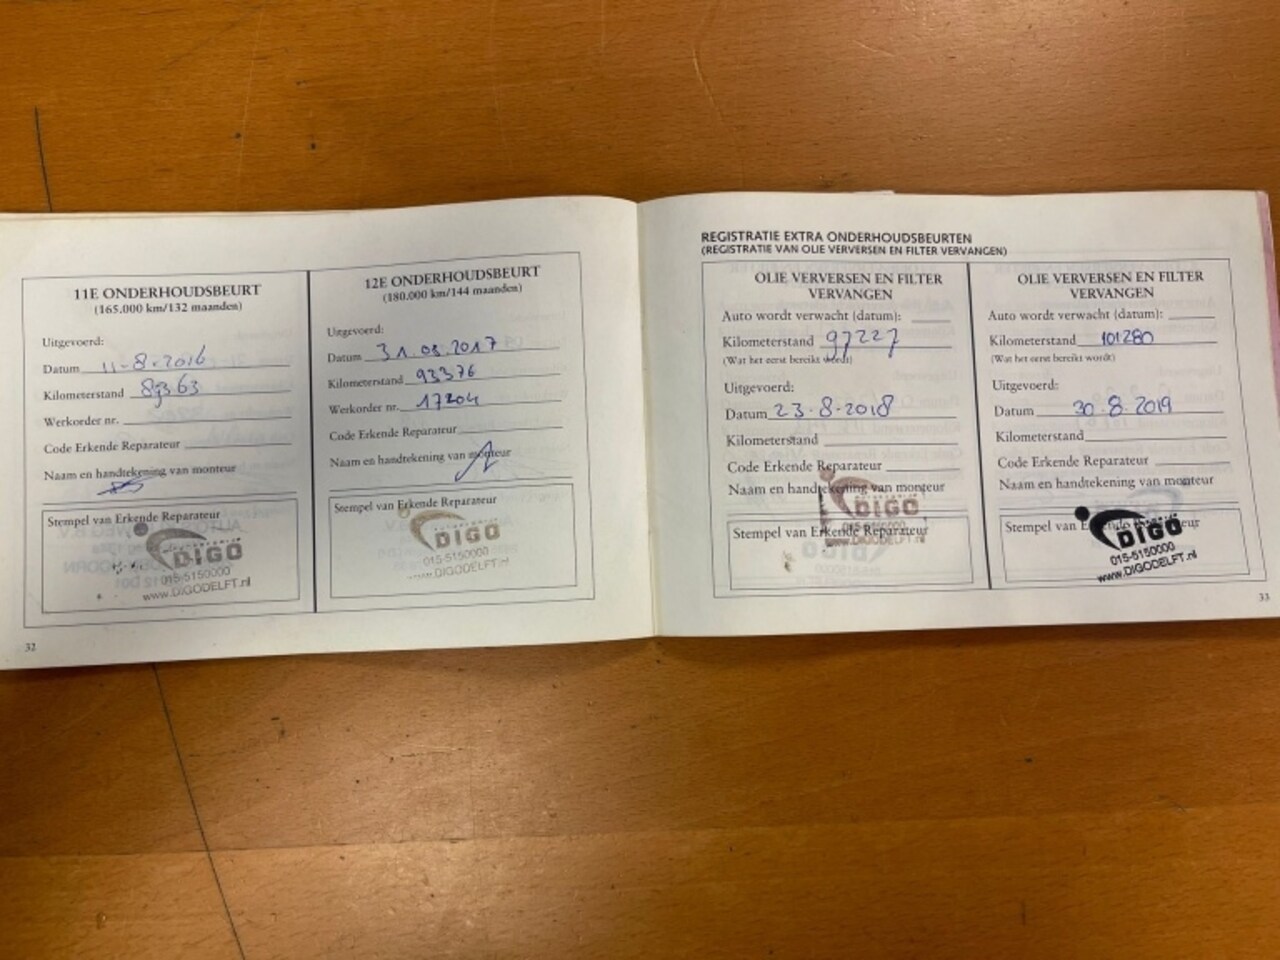 11E ONDERHOUDSBEURT
(165.000 km/132 maanden)
Uitgevoerd:
Datum 11-8-2016
Kilometerstand
Werkorder nr.
Code Erkende Reparateur
Naam en handtekening van monteur
Stempel van Erkende Reparateur
DIGO
015-5150000
www.DIGODELFT.nl
32
12E ONDERHOUDSBEURT
(180.000 km/144 maanden)
Uitgevoerd:
Datum 31.03.2017
Kilometerstand 93376
Werkorder nr. 17204
Code Erkende Reparateur
Naam en handtekening van monteur
Stempel van Erkende Reparateur
DIGO
015-5150000
www.DIGODELFT.nl
REGISTRATIE EXTRA ONDERHOUDSBEURTEN
(REGISTRATIE VAN OLIE VERVERSEN EN FILTER VERVANGEN)
OLIE VERVERSEN EN FILTER
VERVANGEN
Auto wordt verwacht (datum):
Kilometerstand 97227
(Wat het eerst bereikt wordt)
Uitgevoerd:
Datum 23-8-2018
Kilometerstand
Code Erkende Reparateur
Naam en handtekening van monteur
DIGO
015-5150000
Stempel van Erkende Reparateur
www.DIGODELFT.nl
OLIE VERVERSEN EN FILTER
VERVANGEN
Auto wordt verwacht (datum):
Kilometerstand 101280
(Wat het eerst bereikt wordt)
Uitgevoerd:
Datum 30-8-2019
Kilometerstand
Code Erkende Reparateur
Naam en handtekening van monteur
Stempel van Erkende Reparateur
DIGO
015-5150000
www.DIGODELFT.nl
33